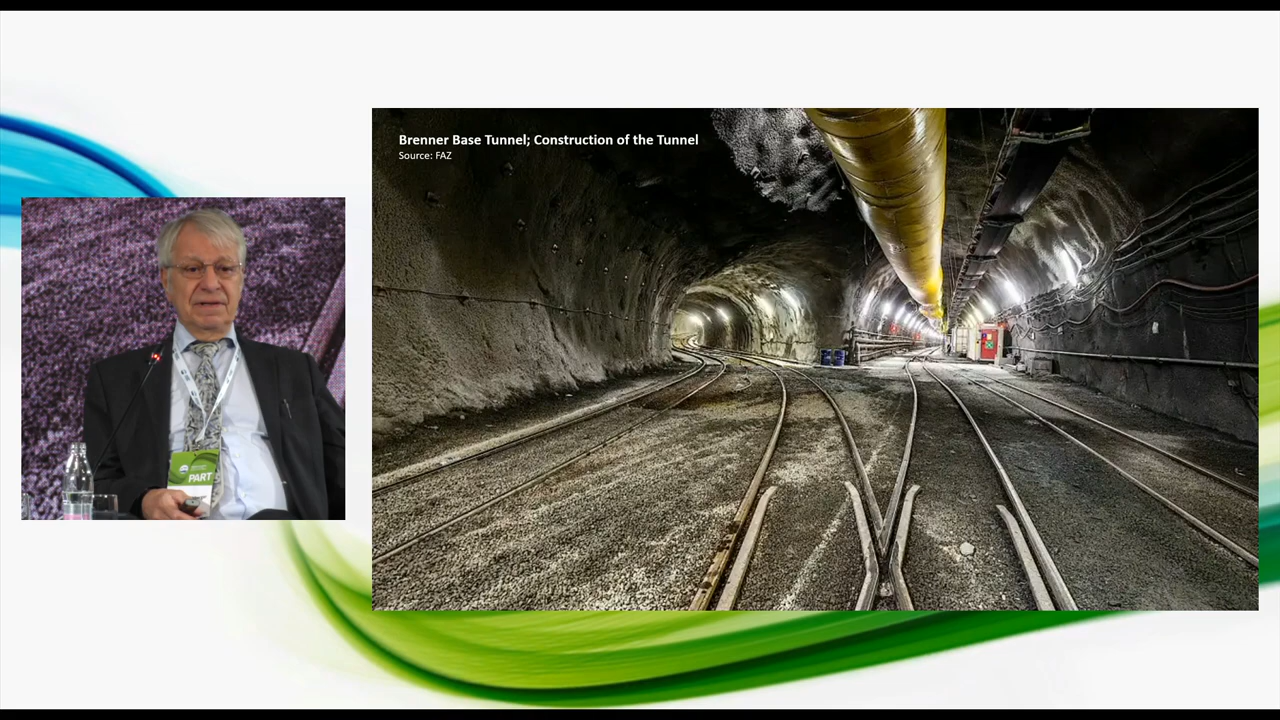 Brenner Base Tunnel; Construction of the Tunnel
Source: FAZ
PART